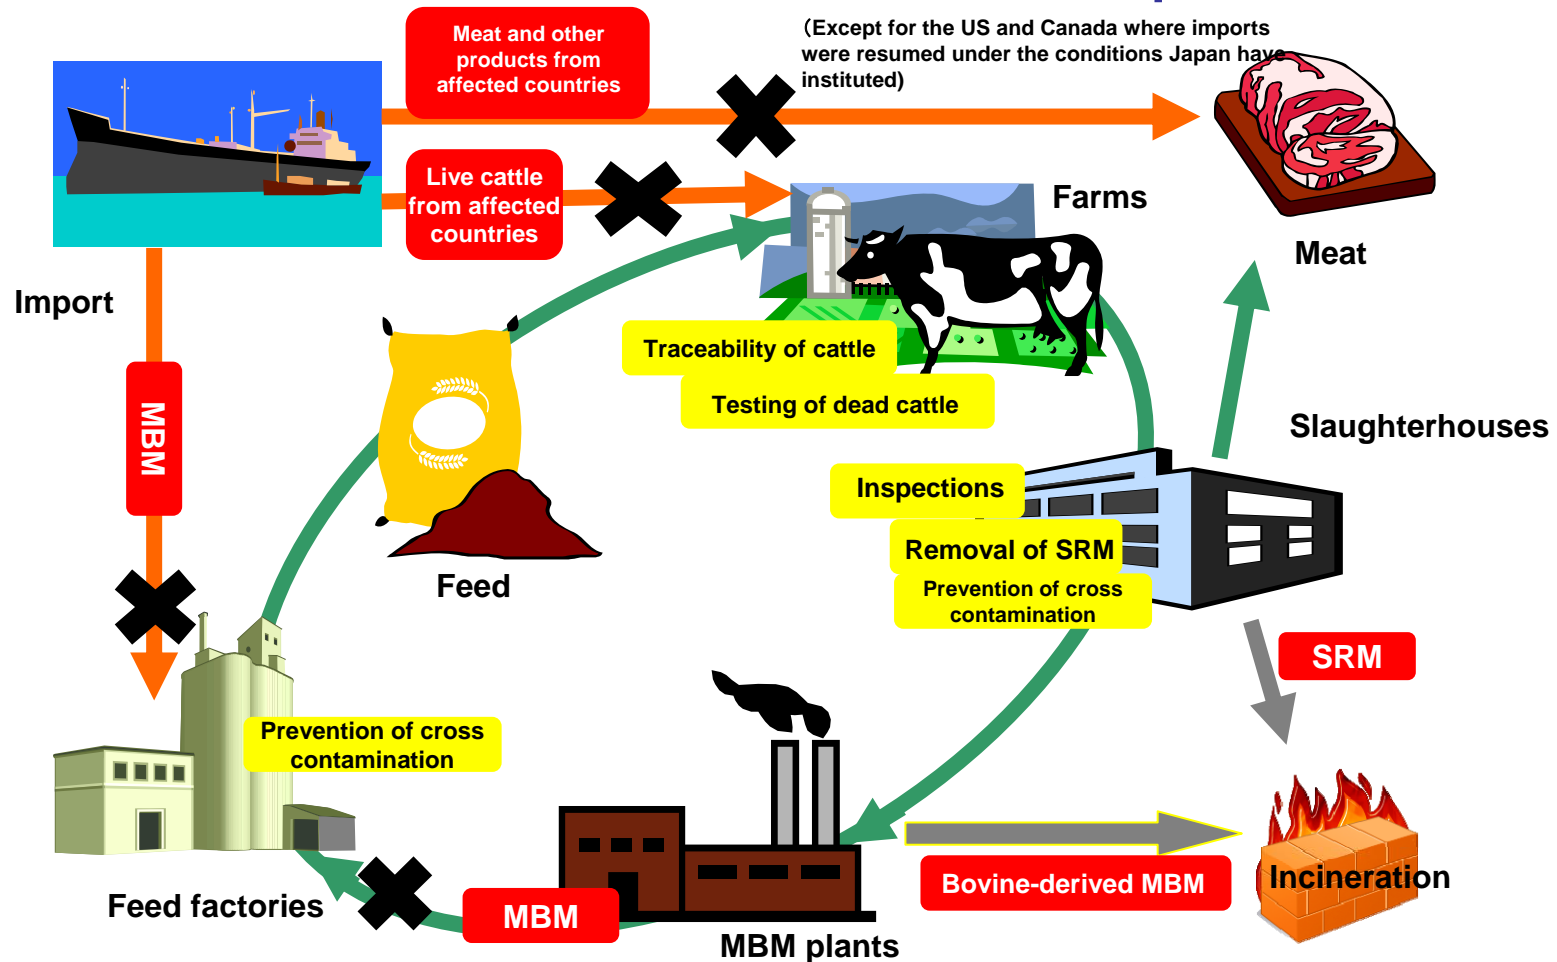 Meat and other
products from
affected countries
（Except for the US and Canada where imports
were resumed under the conditions Japan have
instituted)
Live cattle
from affected
countries
Farms
Meat
Import
MBM
Traceability of cattle
Testing of dead cattle
Slaughterhouses
Inspections
Removal of SRM
Prevention of cross
contamination
Feed
SRM
Prevention of cross
contamination
Bovine-derived MBM
Incineration
Feed factories
MBM
MBM plants